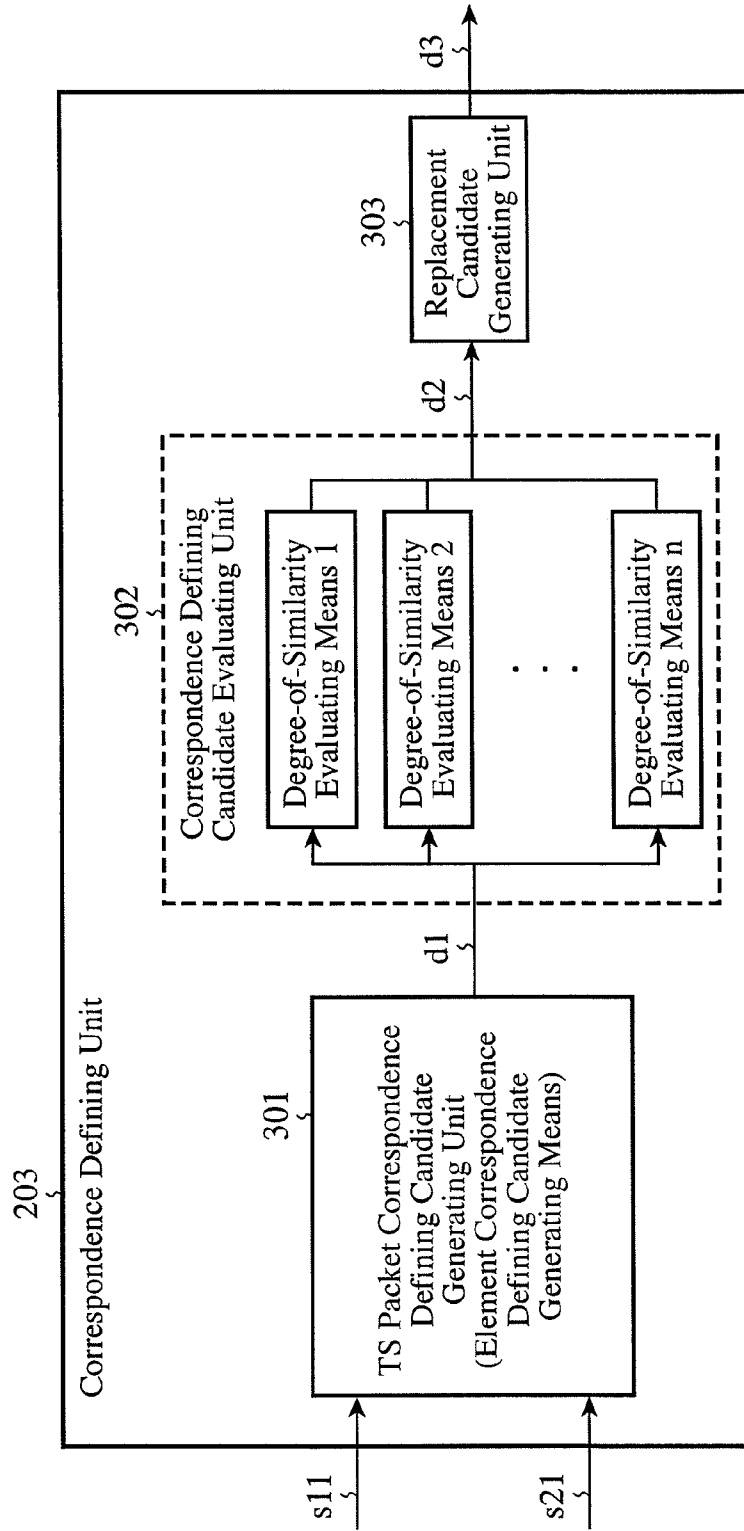 203
Correspondence Defining Unit
s11
s21
301
TS Packet Correspondence
Defining Candidate
Generating Unit
(Element Correspondence
Defining Candidate
Generating Means)
d1
302
Correspondence Defining
Candidate Evaluating Unit
Degree-of-Similarity
Evaluating Means 1
Degree-of-Similarity
Evaluating Means 2
. . .
Degree-of-Similarity
Evaluating Means n
d2
303
Replacement
Candidate
Generating Unit
d3